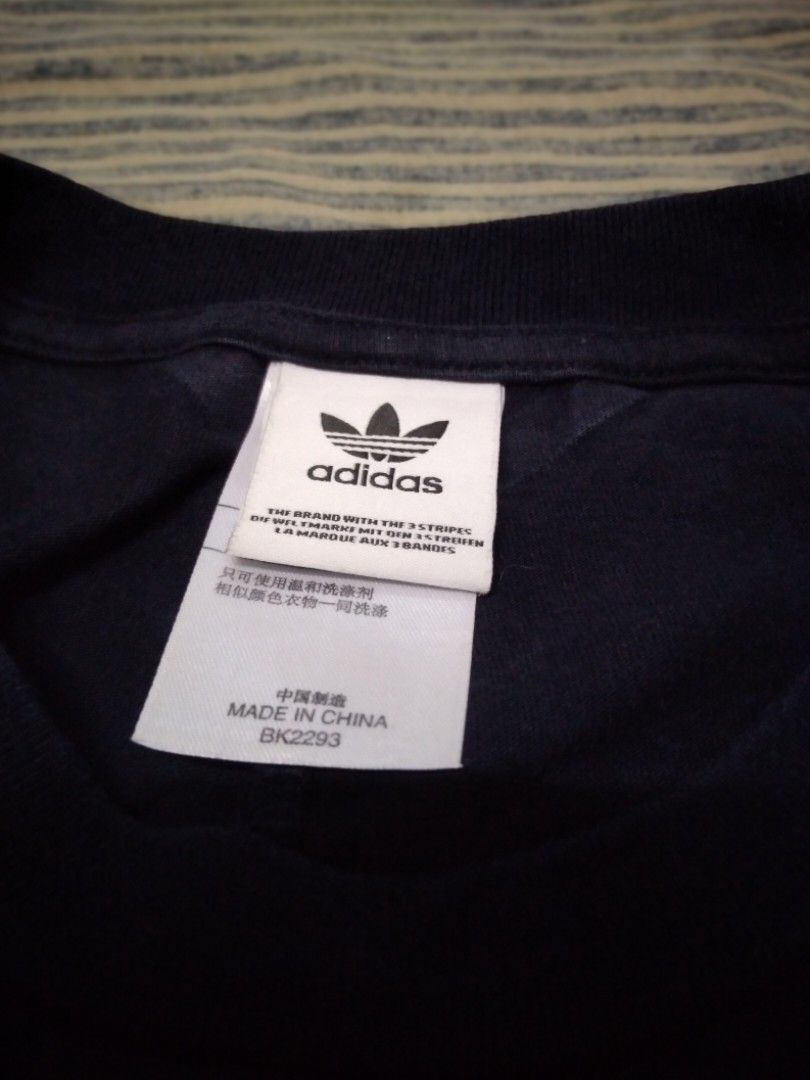 adidas
THE BRAND WITH THE 3 STRIPES
DIE WELTMARKE MIT DEN 3 STREIFEN
LA MARQUE AUX 3 BANDES
只可使用温和洗涤剂
相似颜色衣物一同洗涤
中国制造
MADE IN CHINA
BK2293